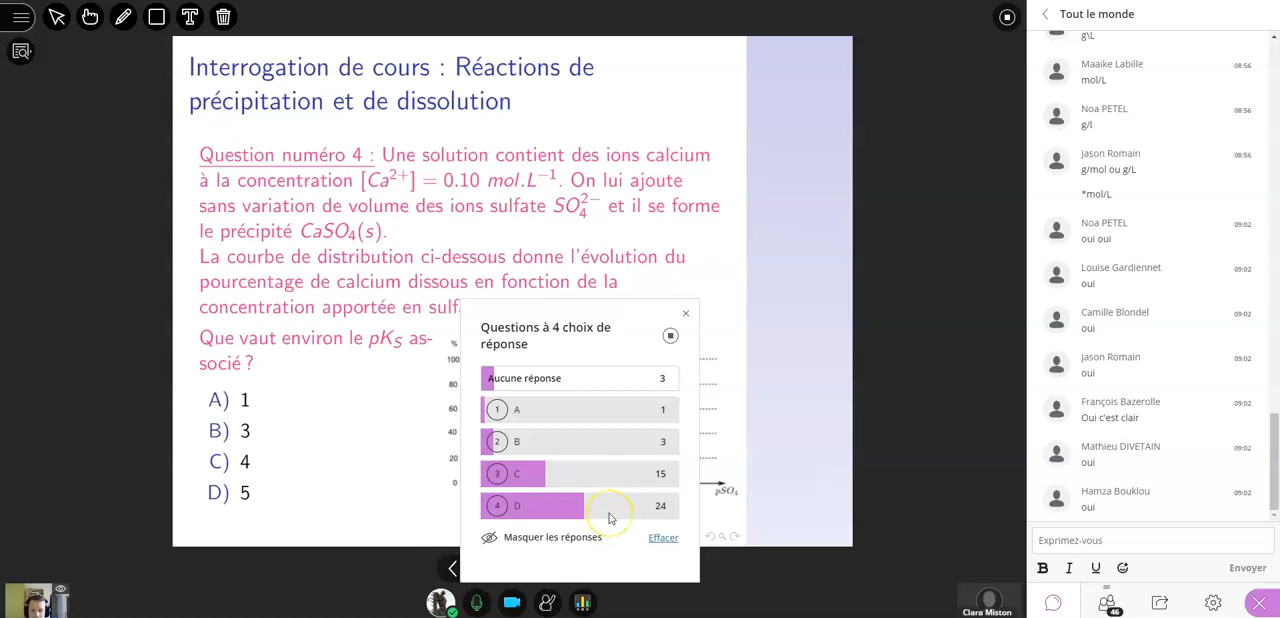 Interrogation de cours : Réactions de
précipitation et de dissolution
Question numéro 4 : Une solution contient des ions calcium
à la concentration [Ca²⁺] = 0.10 mol.L⁻¹. On lui ajoute
sans variation de volume des ions sulfate SO₄²⁻ et il se forme
le précipité CaSO₄(s).
La courbe de distribution ci-dessous donne l'évolution du
pourcentage de calcium dissous en fonction de la
concentration apportée en sulf
Que vaut environ le pKS as-
socié ?
A) 1
B) 3
C) 4
D) 5
%
100
80
60
40
20
0
pSO₄
Questions à 4 choix de
réponse
Aucune réponse 3
1 A 1
2 B 3
3 C 15
4 D 24
Masquer les réponses Effacer
Clara Miston
Tout le monde
g\L
Maaike Labille 08:56
mol/L
Noa PETEL 08:56
g/l
Jason Romain 08:56
g/mol ou g/L
*mol/L
Noa PETEL 09:02
oui oui
Louise Gardiennet 09:02
oui
Camille Blondel 09:02
oui
Jason Romain 09:02
oui
François Bazerolle 09:02
Oui c'est clair
Mathieu DIVETAIN 09:02
oui
Hamza Bouklou 09:02
oui
Exprimez-vous
B I U Envoyer
46